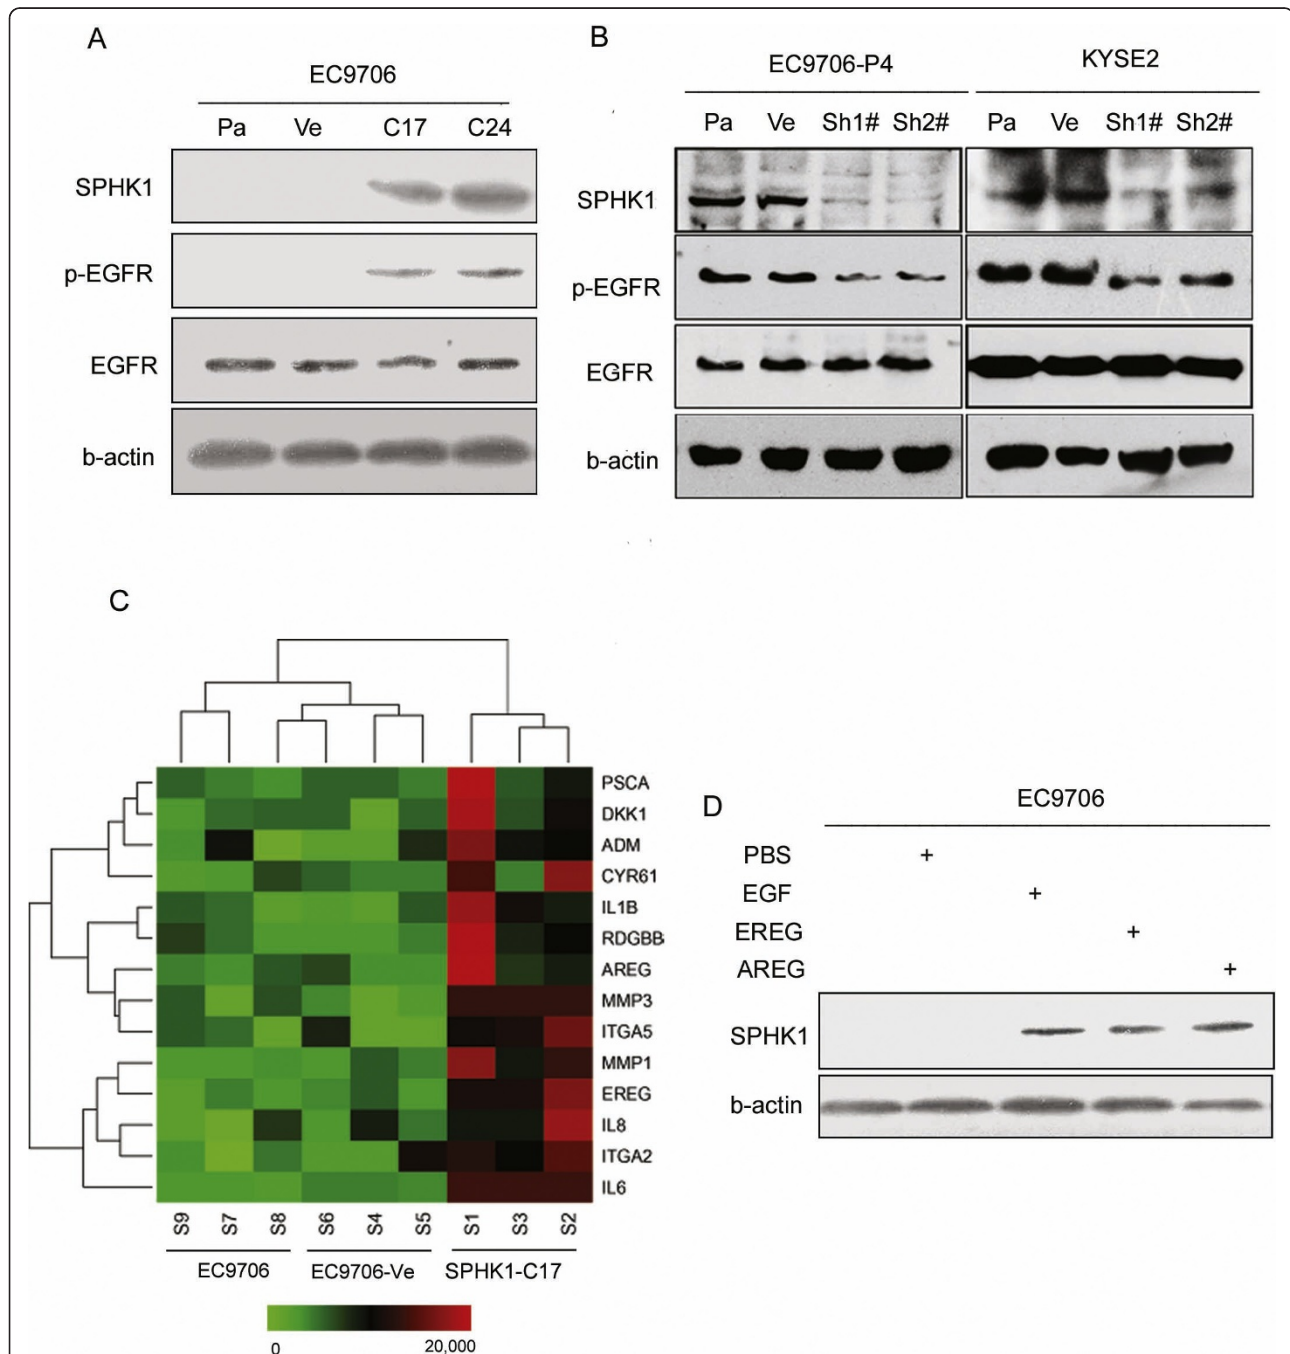 A
EC9706
Pa Ve C17 C24
SPHK1
p-EGFR
EGFR
b-actin
B
EC9706-P4 KYSE2
Pa Ve Sh1# Sh2# Pa Ve Sh1# Sh2#
SPHK1
p-EGFR
EGFR
b-actin
C
PSCA
DKK1
ADM
CYR61
IL1B
RDGBB
AREG
MMP3
ITGA5
MMP1
EREG
IL8
ITGA2
IL6
S9 S7 S8 S6 S4 S5 S1 S3 S2
EC9706 EC9706-Ve SPHK1-C17
0 20,000
D
EC9706
PBS +
EGF +
EREG +
AREG +
SPHK1
b-actin